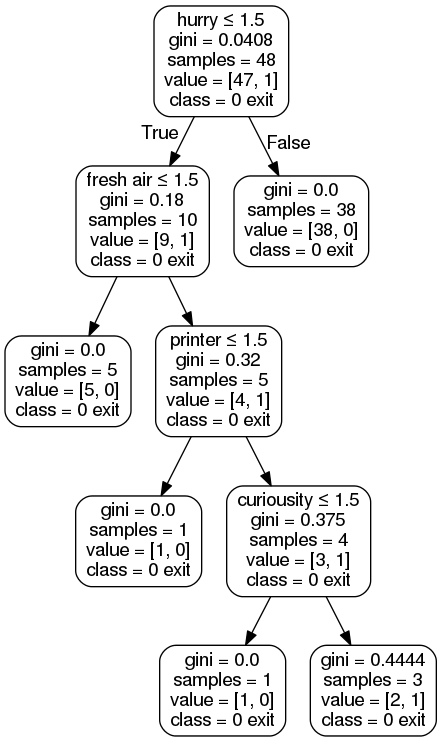 hurry ≤ 1.5
gini = 0.0408
samples = 48
value = [47, 1]
class = 0 exit
True
False
fresh air ≤ 1.5
gini = 0.18
samples = 10
value = [9, 1]
class = 0 exit
gini = 0.0
samples = 38
value = [38, 0]
class = 0 exit
gini = 0.0
samples = 5
value = [5, 0]
class = 0 exit
printer ≤ 1.5
gini = 0.32
samples = 5
value = [4, 1]
class = 0 exit
gini = 0.0
samples = 1
value = [1, 0]
class = 0 exit
curiousity ≤ 1.5
gini = 0.375
samples = 4
value = [3, 1]
class = 0 exit
gini = 0.0
samples = 1
value = [1, 0]
class = 0 exit
gini = 0.4444
samples = 3
value = [2, 1]
class = 0 exit